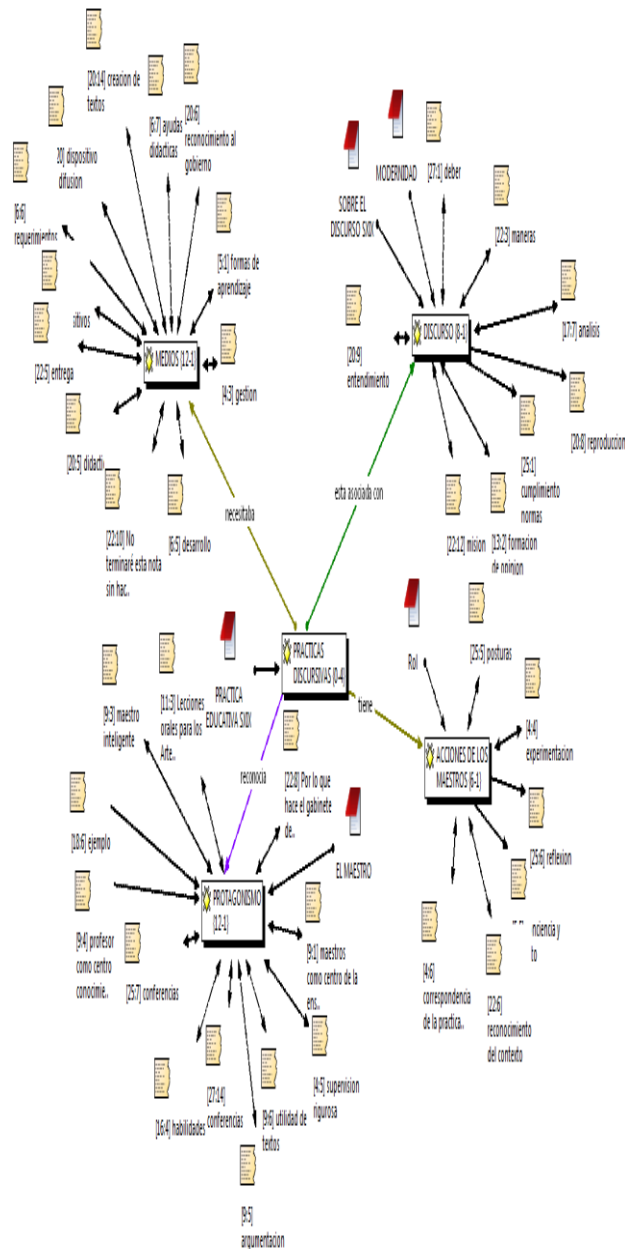 [20:14] creacion de
textos
[6:7] ayudas
didacticas
[20:6]
reconocimiento al
gobierno
20] dispositivo
difusion
[6:6]
requerimientos
[5:1] formas de
aprendizaje
sitivos
[22:5] entrega
MEDIOS {12-1}
[4:3] gestion
[20:5] didacti
[22:10] No
terminaré esta nota
sin hac..
[6:5] desarrollo
MODERNIDAD
SOBRE EL
DISCURSO SXIX
[27:1] deber
[22:3] maneras
[17:7] analisis
DISCURSO {8-1}
[20:9]
entendimiento
[20:8] reproduccion
[25:1]
cumplimiento
normas
[22:12] mision
[13:2] formacion
de opinion
necesitaba
esta asociada con
PRACTICAS
DISCURSIVAS {0-4}
tiene
reconocia
PRACTICA
EDUCATIVA SXIX
[11:3] Lecciones
orales para los
Arte..
[9:3] maestro
inteligente
[22:8] Por lo que
hace el gabinete
de..
[18:6] ejemplo
EL MAESTRO
PROTAGONISMO
{12-1}
[9:4] profesor
como centro
conocimie..
[25:7] conferencias
[9:1] maestros
como centro de la
ens..
[16:4] habilidades
[27:14]
conferencias
[9:6] utilidad de
textos
[4:5] supervision
rigurosa
[9:5]
argumentacion
Rol
[25:5] posturas
[4:4]
experimentacion
ACCIONES DE LOS
MAESTROS {6-1}
[25:6] reflexion
nciencia y
to
[4:6]
correspondencia
de la practica..
[22:6]
reconocimiento
del contexto